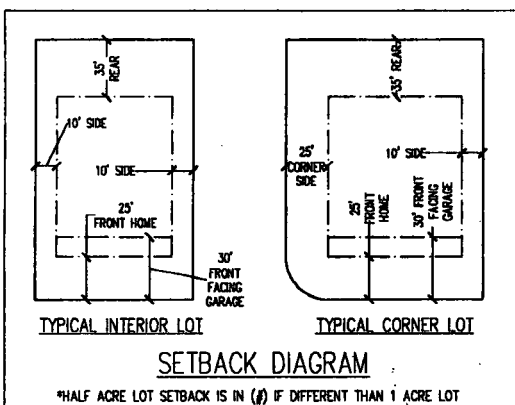 35'
REAR
10' SIDE
10' SIDE
25'
FRONT HOME
30'
FRONT
FACING
GARAGE
TYPICAL INTERIOR LOT
35' REAR
25'
CORNER
SIDE
10' SIDE
25'
FRONT HOME
30' FRONT
FACING
GARAGE
TYPICAL CORNER LOT
SETBACK DIAGRAM
*HALF ACRE LOT SETBACK IS IN (#) IF DIFFERENT THAN 1 ACRE LOT